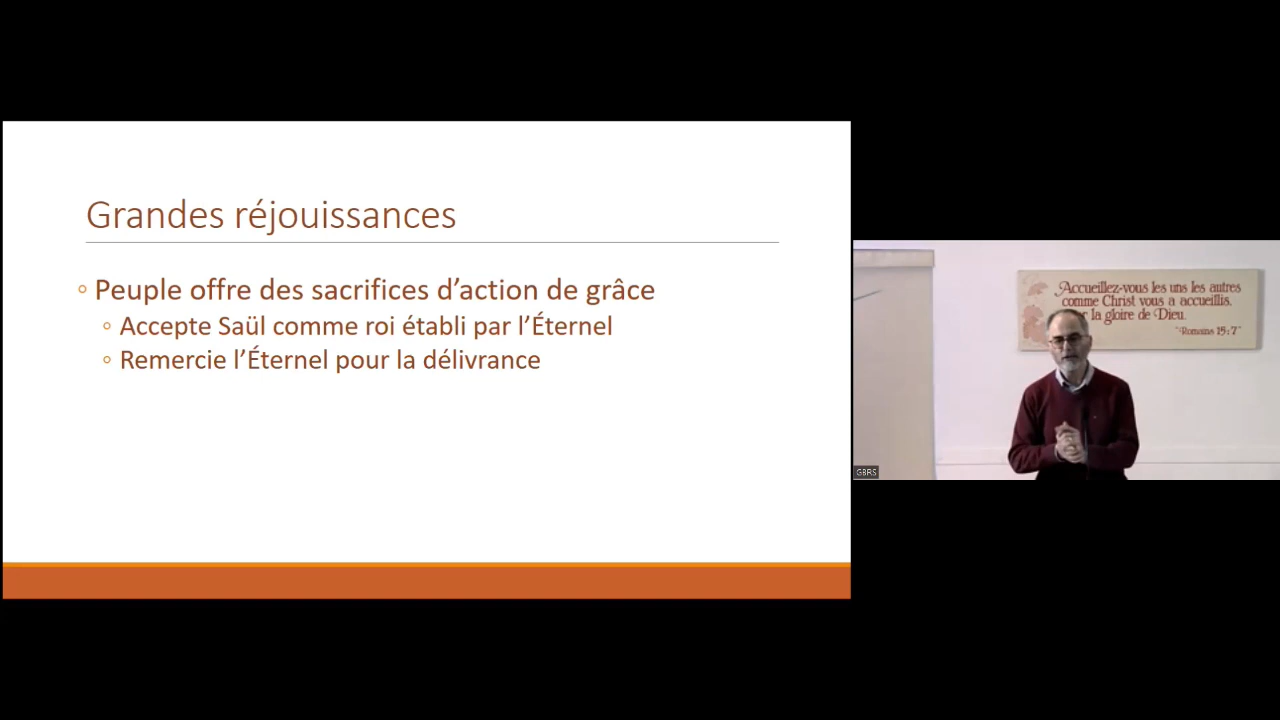 Grandes réjouissances
Peuple offre des sacrifices d’action de grâce
Accepte Saül comme roi établi par l’Éternel
Remercie l’Éternel pour la délivrance
Accueillez-vous les uns les autres
comme Christ vous a accueillis,
la gloire de Dieu.
"Romains 15:7"
GBRS